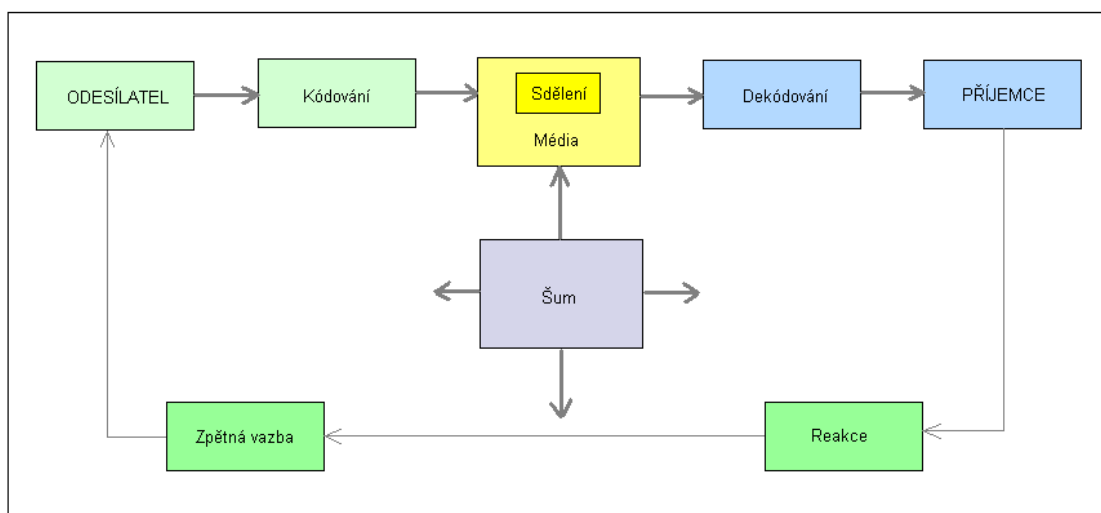 ODESÍLATEL
Kódování
Sdělení
Média
Dekódování
PŘÍJEMCE
Šum
Zpětná vazba
Reakce